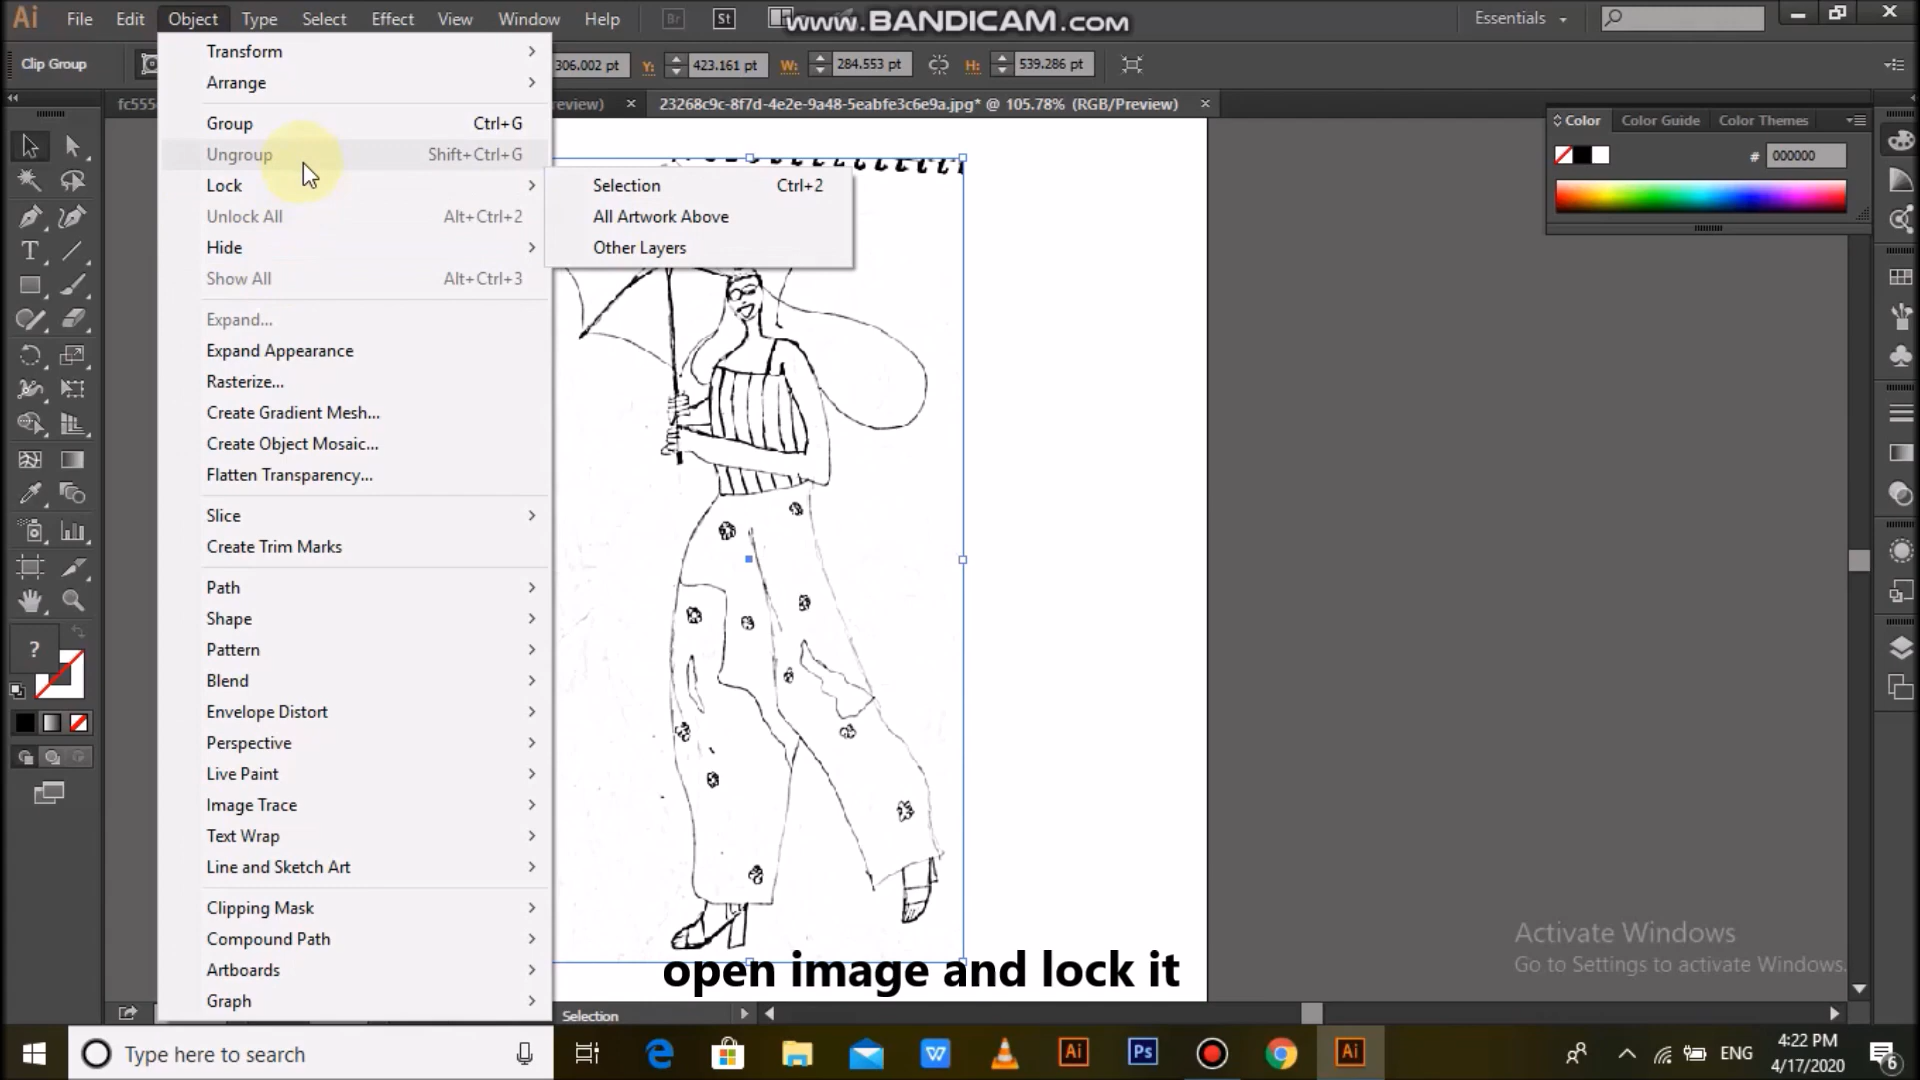 Ai File Edit Object Type Select Effect View Window Help Br St www.BANDICAM.com Essentials
Clip Group 306.002 pt Y: 423.161 pt W: 284.553 pt H: 539.286 pt
23268c9c-8f7d-4e2e-9a48-5eabfe3c6e9a.jpg* @ 105.78% (RGB/Preview)
Transform
Arrange
Group Ctrl+G
Ungroup Shift+Ctrl+G
Lock
Unlock All Alt+Ctrl+2
Hide
Show All Alt+Ctrl+3
Expand...
Expand Appearance
Rasterize...
Create Gradient Mesh...
Create Object Mosaic...
Flatten Transparency...
Slice
Create Trim Marks
Path
Shape
Pattern
Blend
Envelope Distort
Perspective
Live Paint
Image Trace
Text Wrap
Line and Sketch Art
Clipping Mask
Compound Path
Artboards
Graph
Selection Ctrl+2
All Artwork Above
Other Layers
Color Color Guide Color Themes
# 000000
?
open image and lock it
Activate Windows
Go to Settings to activate Windows.
Selection
Type here to search
W Ai Ps Ai
ENG
4:22 PM
4/17/2020
6